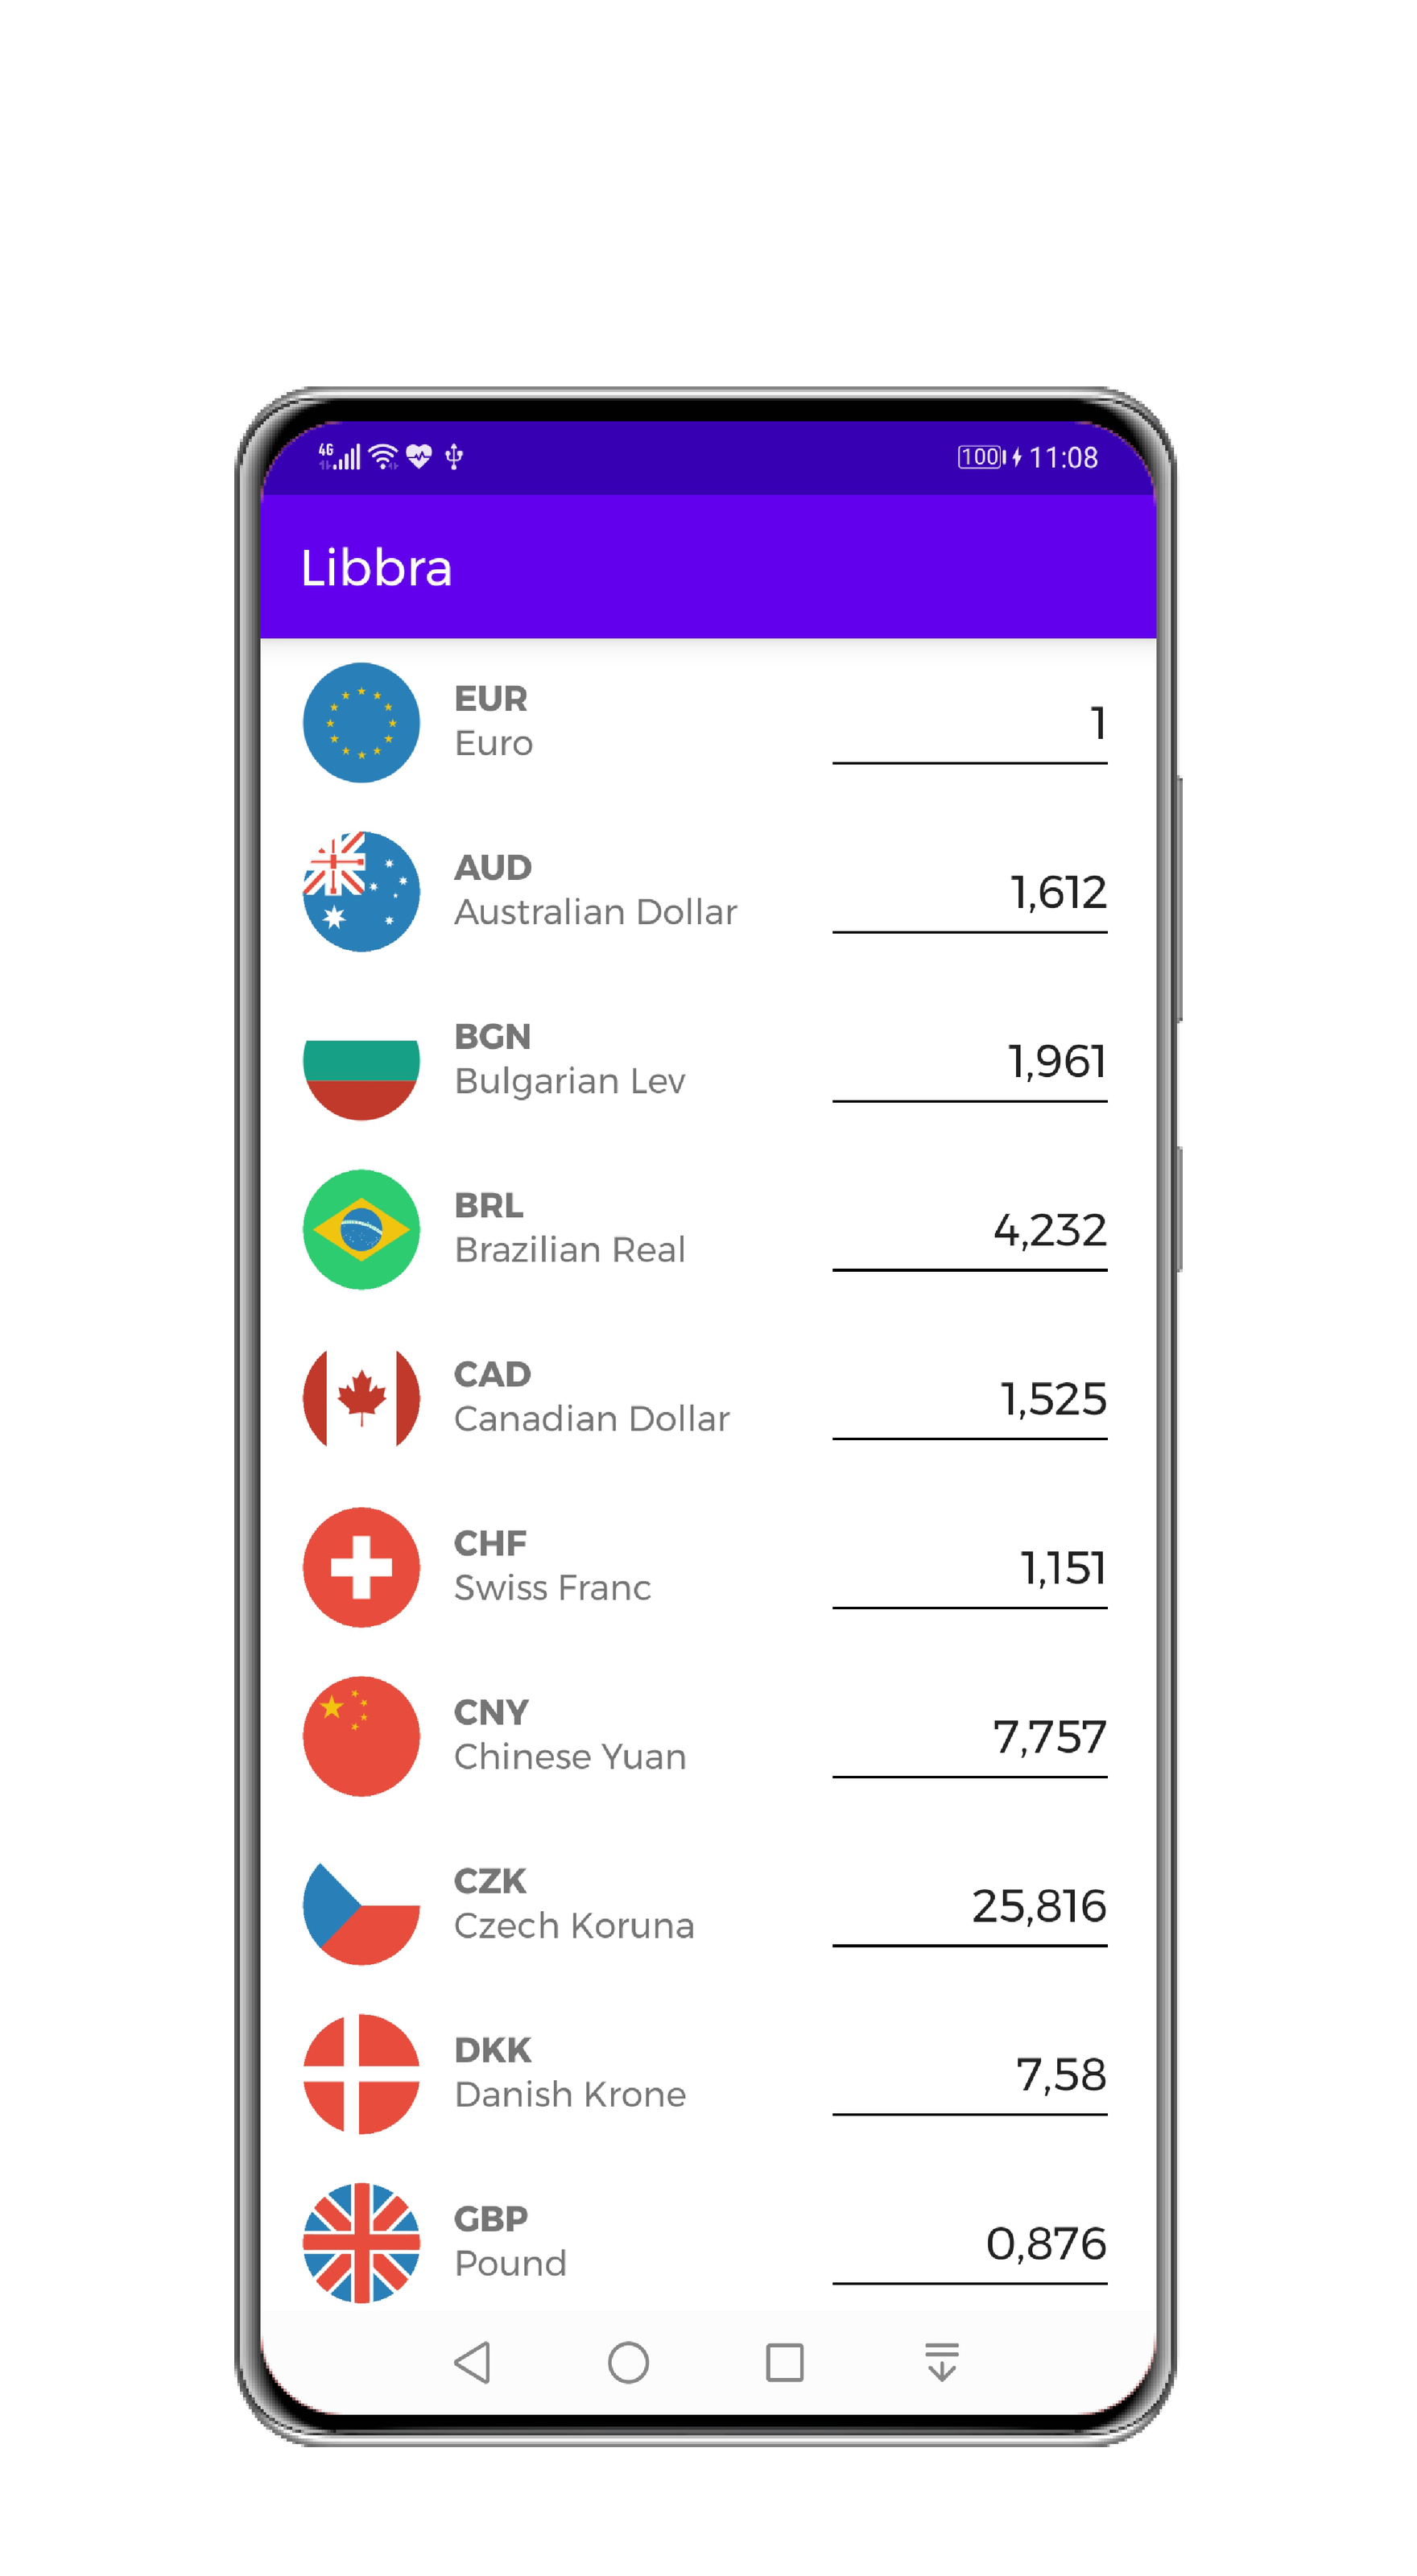 4G 100 11:08
Libbra
EUR
Euro
1
AUD
Australian Dollar
1,612
BGN
Bulgarian Lev
1,961
BRL
Brazilian Real
4,232
CAD
Canadian Dollar
1,525
CHF
Swiss Franc
1,151
CNY
Chinese Yuan
7,757
CZK
Czech Koruna
25,816
DKK
Danish Krone
7,58
GBP
Pound
0,876